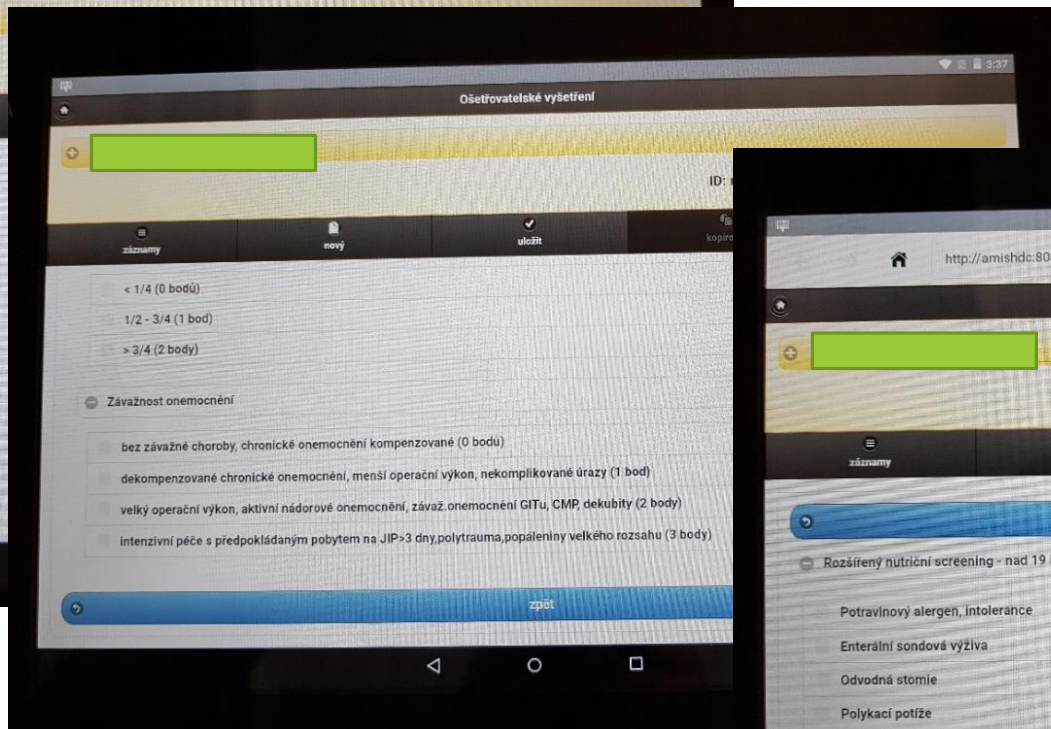 3:37
Ošetřovatelské vyšetření
ID:
záznamy nový uložit
< 1/4 (0 bodů)
1/2 - 3/4 (1 bod)
> 3/4 (2 body)
Závažnost onemocnění
bez závažné choroby, chronické onemocnění kompenzované (0 bodů)
dekompenzované chronické onemocnění, menší operační výkon, nekomplikované úrazy (1 bod)
velký operační výkon, aktivní nádorové onemocnění, závaž.onemocnění GITu, CMP, dekubity (2 body)
intenzivní péče s předpokládaným pobytem na JIP>3 dny,polytrauma,popáleniny velkého rozsahu (3 body)
zpět
http://amishdc:80
záznamy
Rozšířený nutriční screening - nad 19
Potravinový alergen, intolerance
Enterální sondová výživa
Odvodná stomie
Polykací potíže